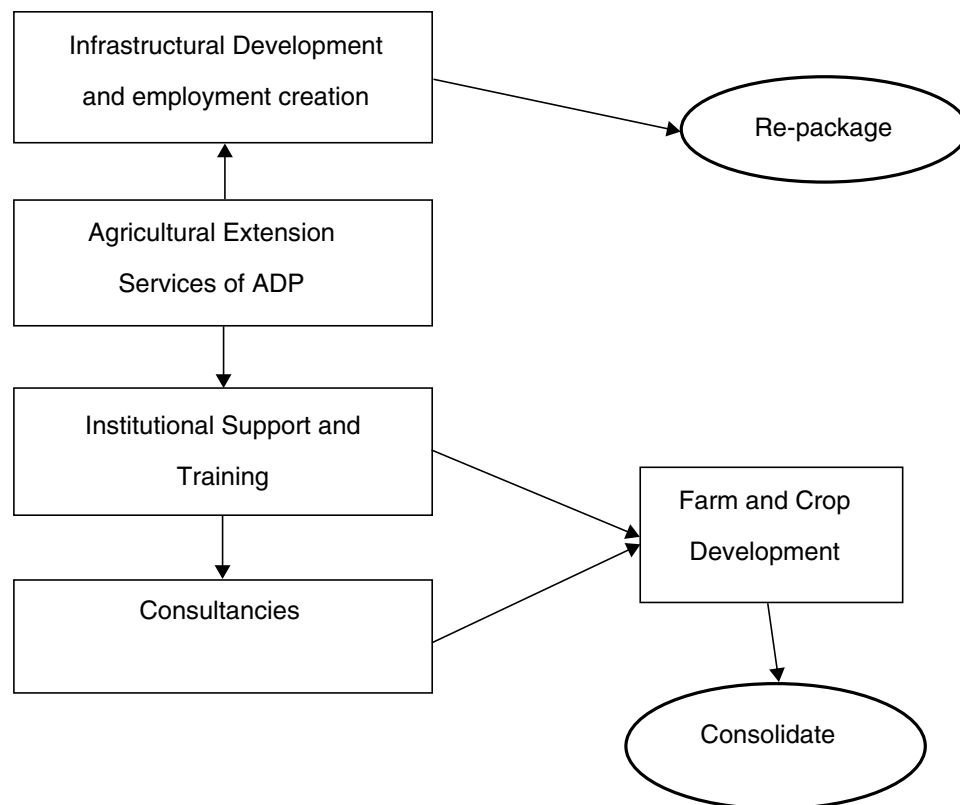 Infrastructural Development
and employment creation
Re-package
Agricultural Extension
Services of ADP
Institutional Support and
Training
Farm and Crop
Development
Consultancies
Consolidate